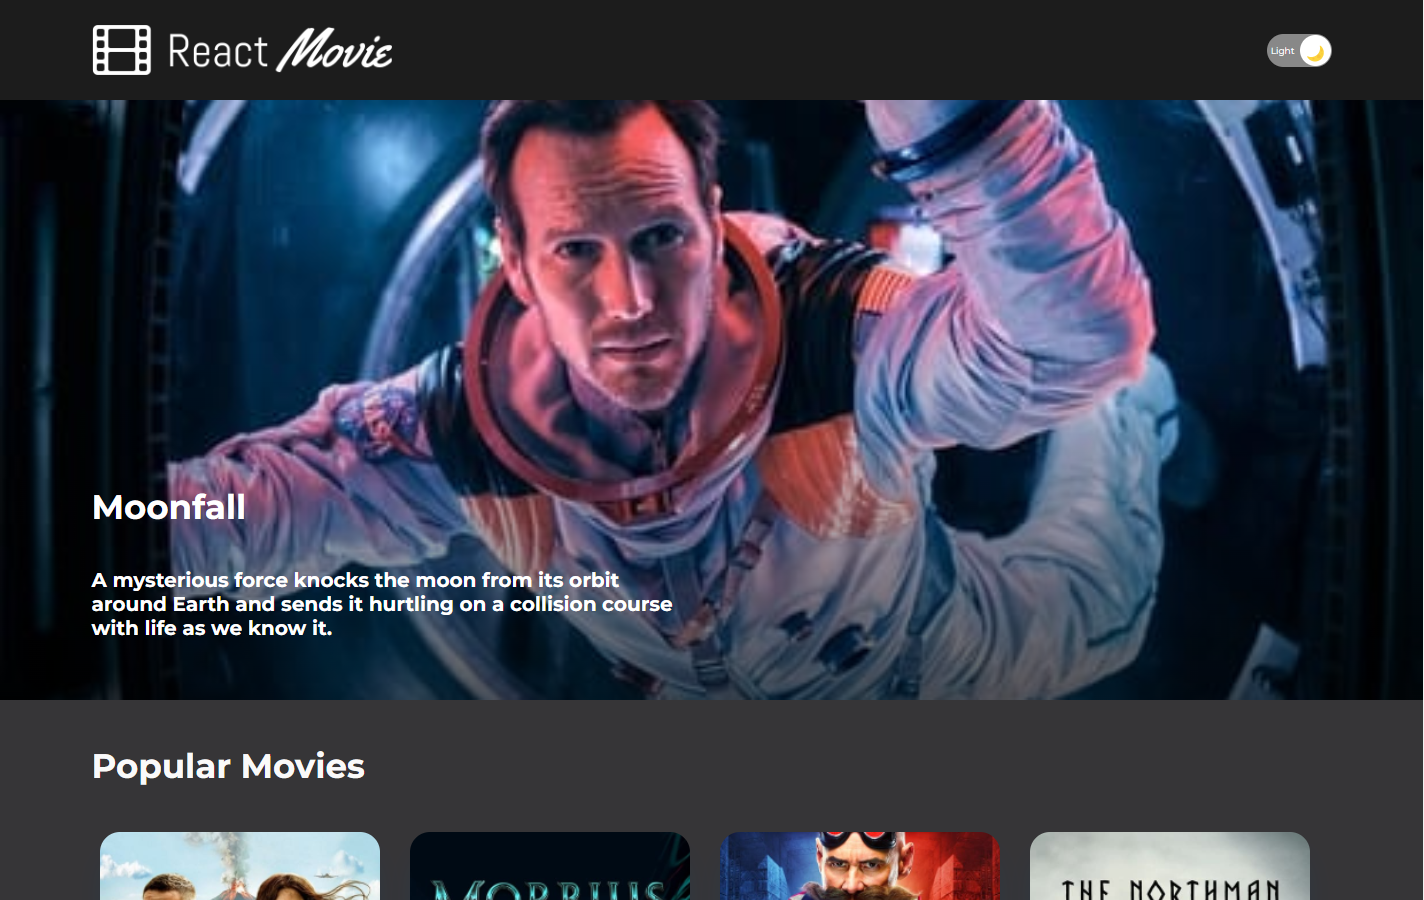 React Movie
Light
Moonfall
A mysterious force knocks the moon from its orbit
around Earth and sends it hurtling on a collision course
with life as we know it.
Popular Movies
MORBIUS
THE NORTHMAN